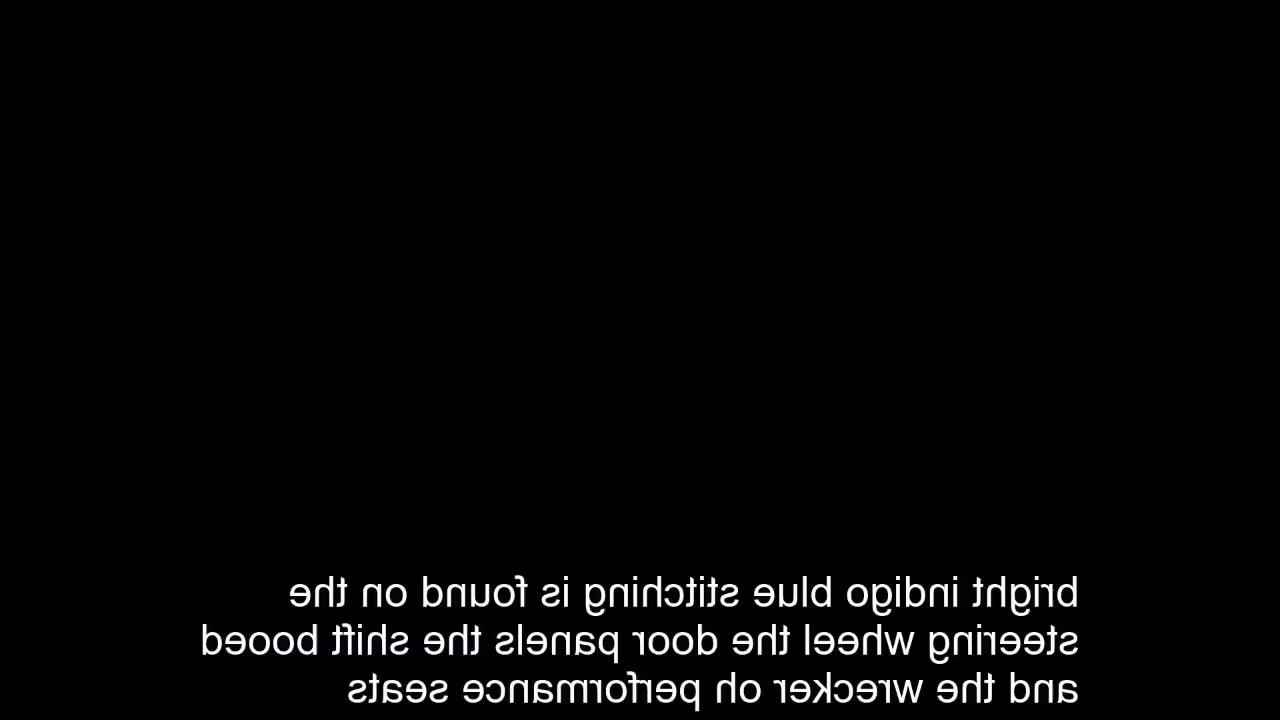 bright indigo blue stitching is found on the
steering wheel the door panels the shift booed
and the wrecker oh performance seats